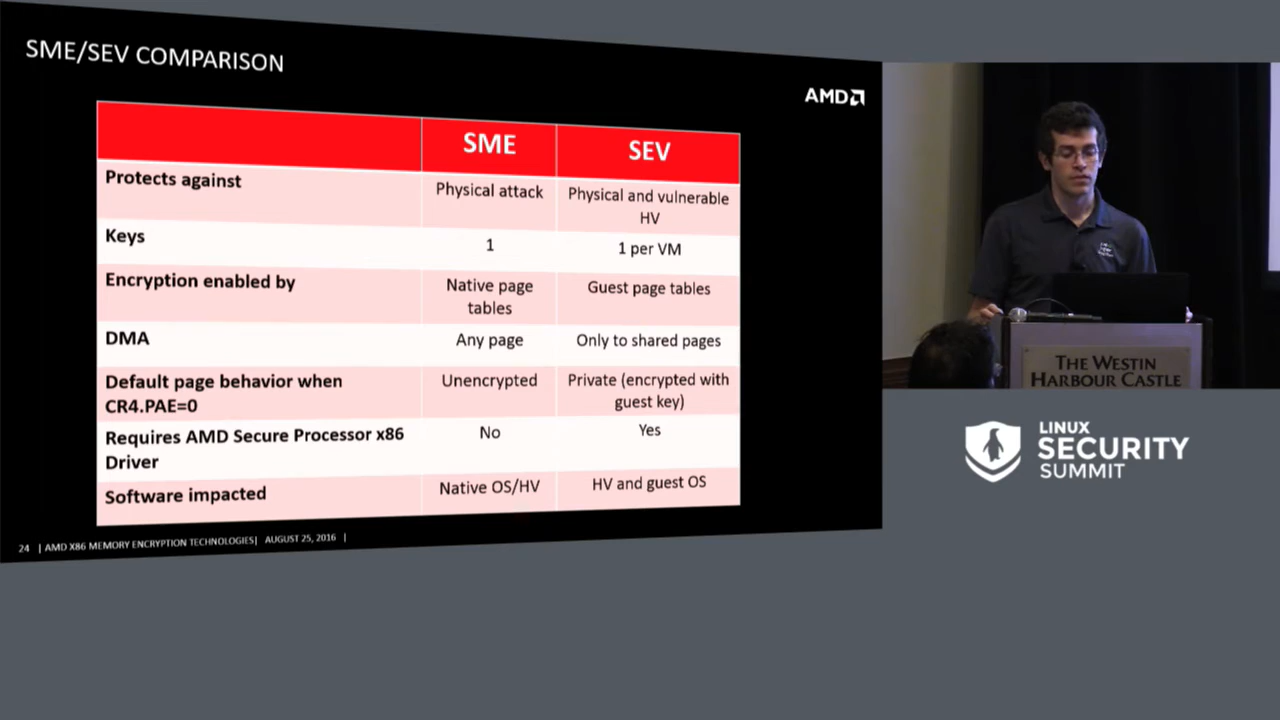 SME/SEV COMPARISON
AMD
SME
SEV
Protects against
Physical attack
Physical and vulnerable
HV
Keys
1
1 per VM
Encryption enabled by
Native page
tables
Guest page tables
DMA
Any page
Only to shared pages
Default page behavior when
CR4.PAE=0
Unencrypted
Private (encrypted with
guest key)
Requires AMD Secure Processor x86
Driver
No
Yes
Software impacted
Native OS/HV
HV and guest OS
24 | AMD X86 MEMORY ENCRYPTION TECHNOLOGIES| AUGUST 25, 2016 |
THE WESTIN
HARBOUR CASTLE
LINUX
SECURITY
SUMMIT